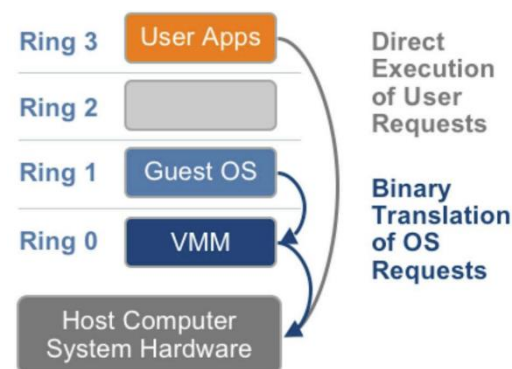 Ring 3
User Apps
Direct
Execution
of User
Requests
Ring 2
Ring 1
Guest OS
Binary
Translation
of OS
Requests
Ring 0
VMM
Host Computer
System Hardware